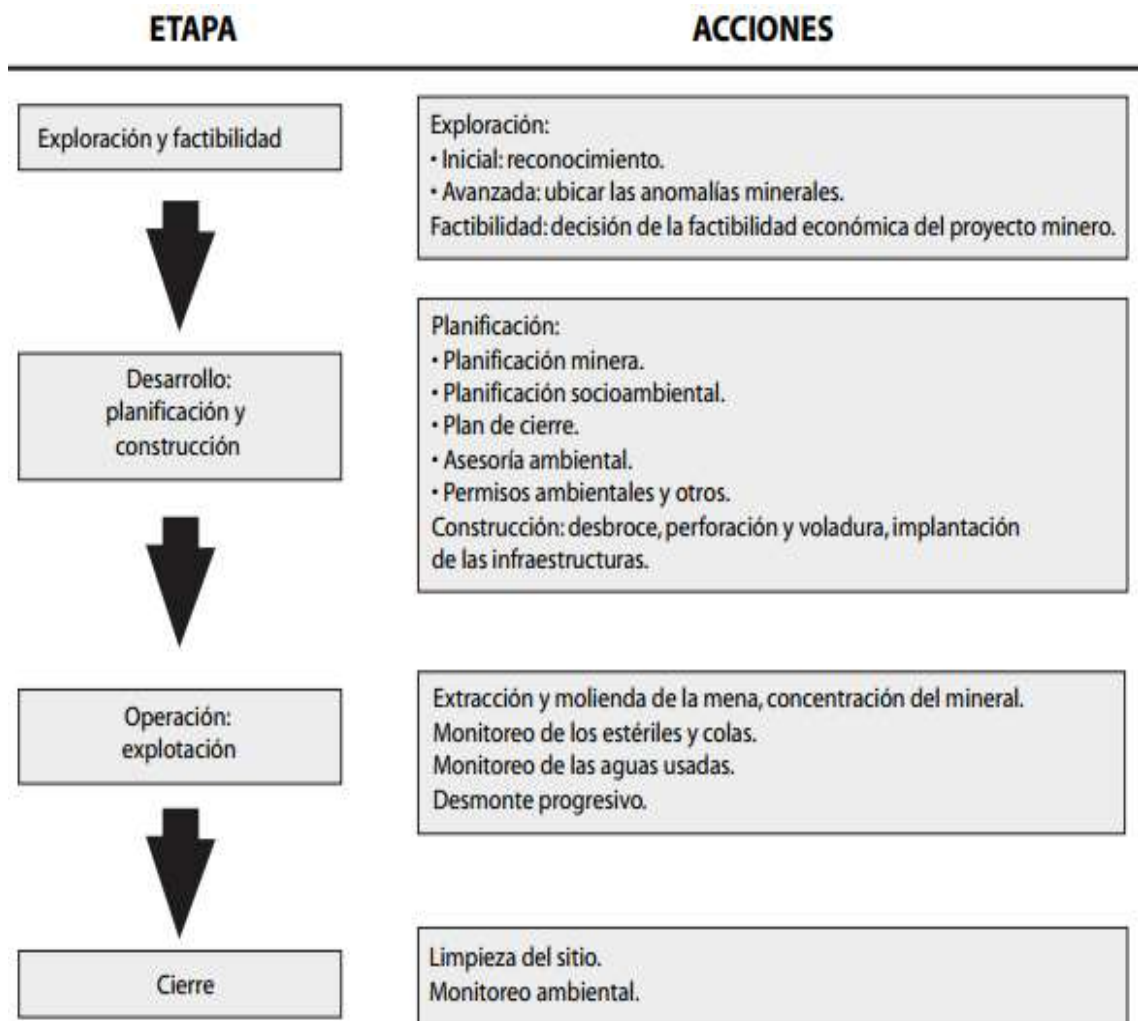 ETAPA
ACCIONES
Exploración y factibilidad
Exploración:
• Inicial: reconocimiento.
• Avanzada: ubicar las anomalías minerales.
Factibilidad: decisión de la factibilidad económica del proyecto minero.
Desarrollo:
planificación y
construcción
Planificación:
• Planificación minera.
• Planificación socioambiental.
• Plan de cierre.
• Asesoría ambiental.
• Permisos ambientales y otros.
Construcción: desbroce, perforación y voladura, implantación
de las infraestructuras.
Operación:
explotación
Extracción y molienda de la mena, concentración del mineral.
Monitoreo de los estériles y colas.
Monitoreo de las aguas usadas.
Desmonte progresivo.
Cierre
Limpieza del sitio.
Monitoreo ambiental.